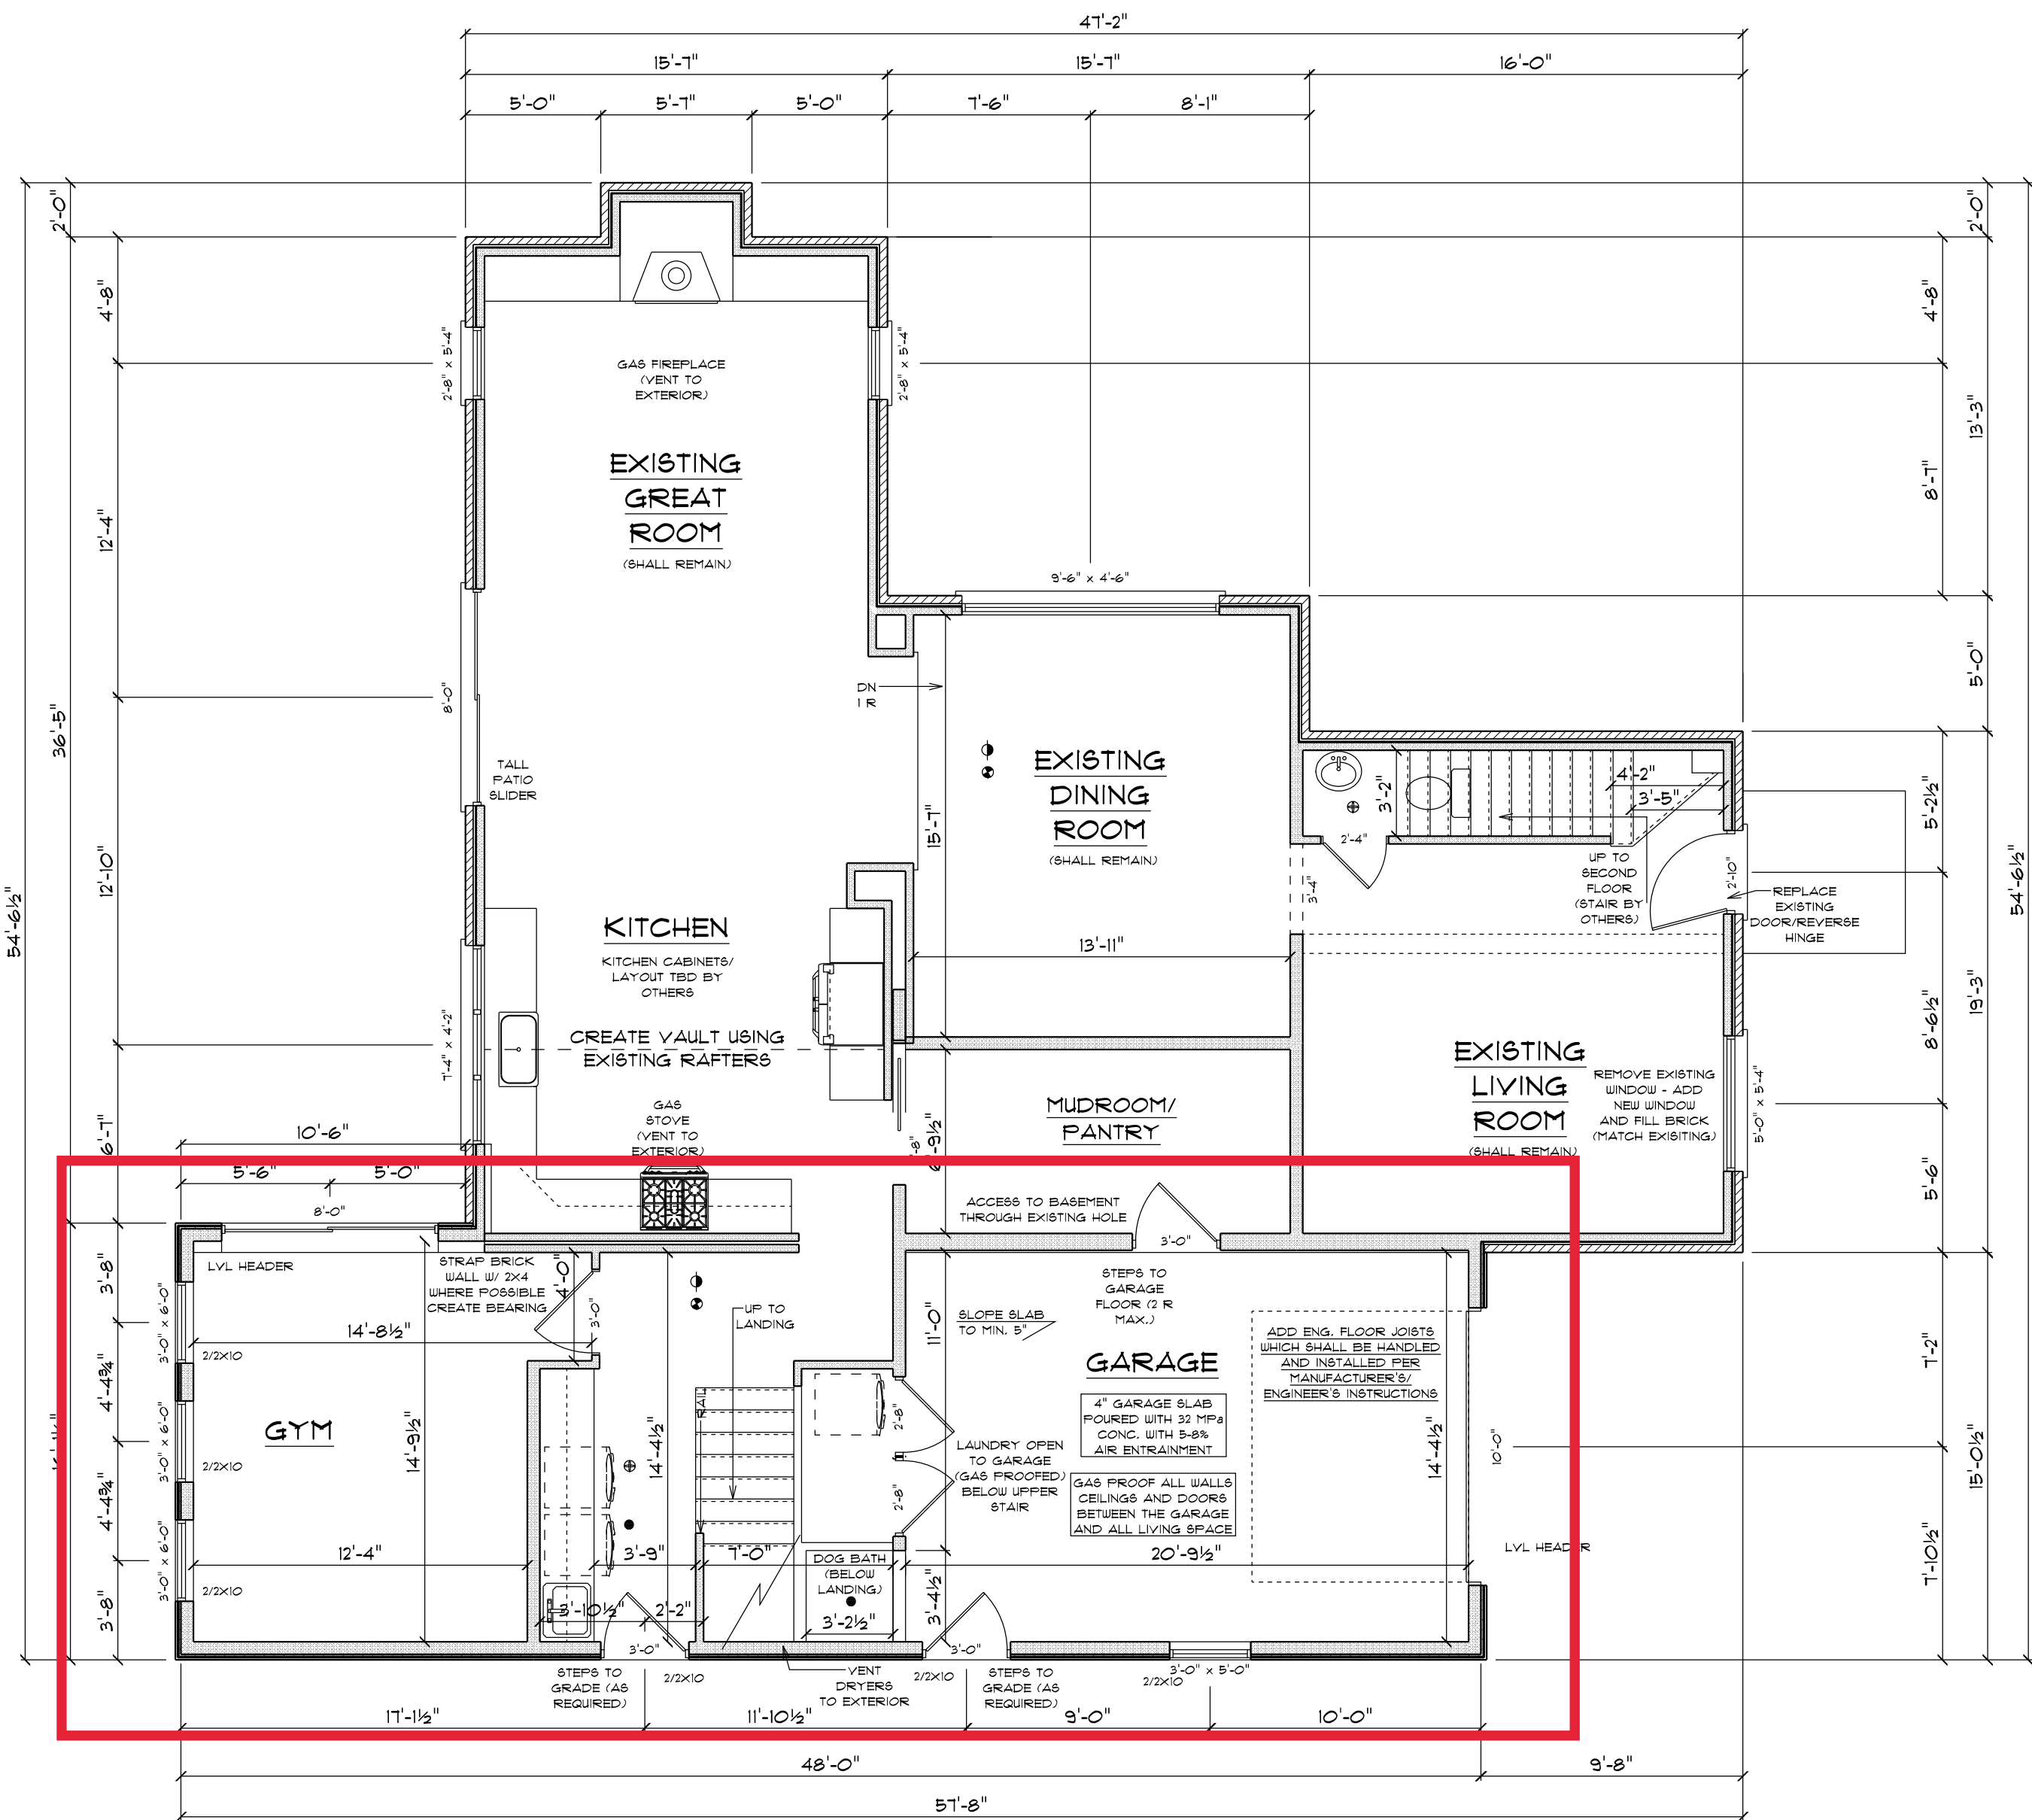 47'-2"
15'-7" 15'-7" 16'-0"
5'-0" 5'-7" 5'-0" 7'-6" 8'-1"
2'-0"
4'-8"
12'-4"
36'-5"
12'-10"
54'-6½"
6'-7"
2'-8" x 5'-4"
2'-8" x 5'-4"
GAS FIREPLACE
(VENT TO
EXTERIOR)
EXISTING
GREAT
ROOM
(SHALL REMAIN)
8'-0"
TALL
PATIO
SLIDER
DN
1 R
9'-6" x 4'-6"
EXISTING
DINING
ROOM
(SHALL REMAIN)
15'-7"
13'-11"
3'-4"
3'-2"
2'-4"
4'-2"
3'-5"
UP TO
SECOND
FLOOR
(STAIR BY
OTHERS)
2'-10"
REPLACE
EXISTING
DOOR/REVERSE
HINGE
2'-0"
4'-8"
13'-3"
8'-7"
5'-0"
5'-2½"
54'-6½"
19'-3"
8'-6½"
5'-6"
KITCHEN
KITCHEN CABINETS/
LAYOUT TBD BY
OTHERS
CREATE VAULT USING
EXISTING RAFTERS
7'-4" x 4'-2"
GAS
STOVE
(VENT TO
EXTERIOR)
MUDROOM/
PANTRY
6'-9½"
EXISTING
LIVING
ROOM
(SHALL REMAIN)
REMOVE EXISTING
WINDOW - ADD
NEW WINDOW
AND FILL BRICK
(MATCH EXISITING)
5'-0" x 5'-4"
10'-6"
5'-6" 5'-0"
8'-0"
LVL HEADER
STRAP BRICK
WALL W/ 2X4
WHERE POSSIBLE
CREATE BEARING
4'-0"
3'-0"
14'-8½"
3'-8"
4'-4¾"
4'-4¾"
3'-8"
3'-0" x 6'-0"
3'-0" x 6'-0"
3'-0" x 6'-0"
2/2X10
2/2X10
2/2X10
GYM
14'-9½"
12'-4"
UP TO
LANDING
RAIL
14'-4½"
3'-9"
7'-0"
3'-10½" 2'-2"
DOG BATH
(BELOW
LANDING)
3'-2½"
ACCESS TO BASEMENT
THROUGH EXISTING HOLE
3'-0"
STEPS TO
GARAGE
FLOOR (2 R
MAX.)
11'-0"
SLOPE SLAB
TO MIN. 5"
GARAGE
4" GARAGE SLAB
POURED WITH 32 MPa
CONC. WITH 5-8%
AIR ENTRAINMENT
GAS PROOF ALL WALLS
CEILINGS AND DOORS
BETWEEN THE GARAGE
AND ALL LIVING SPACE
ADD ENG. FLOOR JOISTS
WHICH SHALL BE HANDLED
AND INSTALLED PER
MANUFACTURER'S/
ENGINEER'S INSTRUCTIONS
2'-8"
2'-8"
LAUNDRY OPEN
TO GARAGE
(GAS PROOFED)
BELOW UPPER
STAIR
20'-9½"
14'-4½"
3'-4½"
10'-0"
LVL HEADER
7'-2"
15'-0½"
7'-10½"
3'-0"
3'-0"
3'-0" x 5'-0"
STEPS TO
GRADE (AS
REQUIRED)
2/2X10
VENT
DRYERS
TO EXTERIOR
2/2X10
STEPS TO
GRADE (AS
REQUIRED)
2/2X10
17'-1½" 11'-10½" 9'-0" 10'-0"
48'-0" 9'-8"
57'-8"